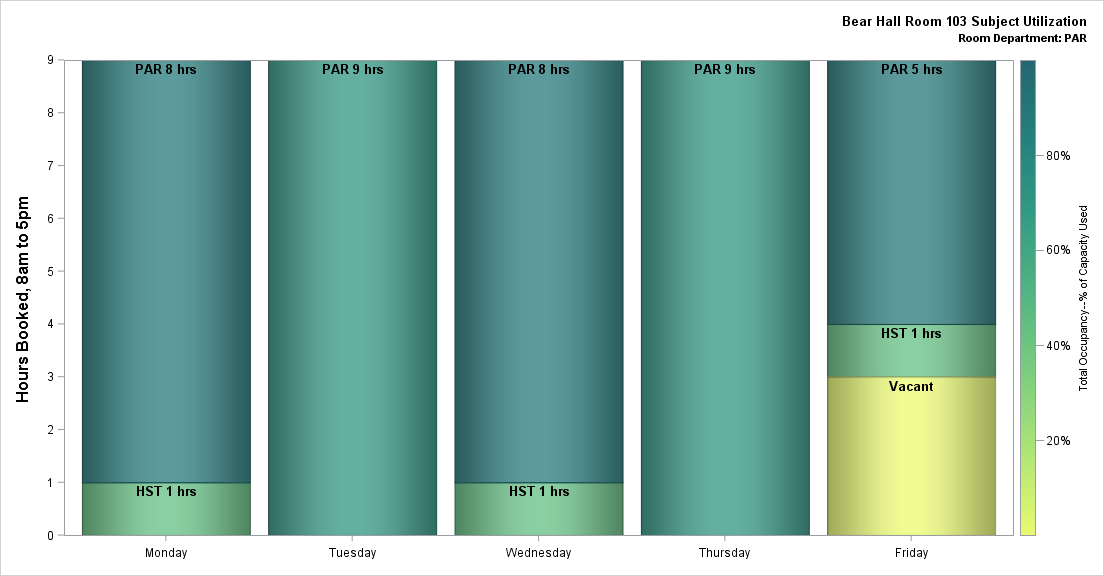 Bear Hall Room 103 Subject Utilization
Room Department: PAR
Hours Booked, 8am to 5pm
9
8
7
6
5
4
3
2
1
0
PAR 8 hrs
HST 1 hrs
PAR 9 hrs
PAR 8 hrs
HST 1 hrs
PAR 9 hrs
PAR 5 hrs
HST 1 hrs
Vacant
Monday
Tuesday
Wednesday
Thursday
Friday
80%
60%
40%
20%
Total Occupancy--% of Capacity Used